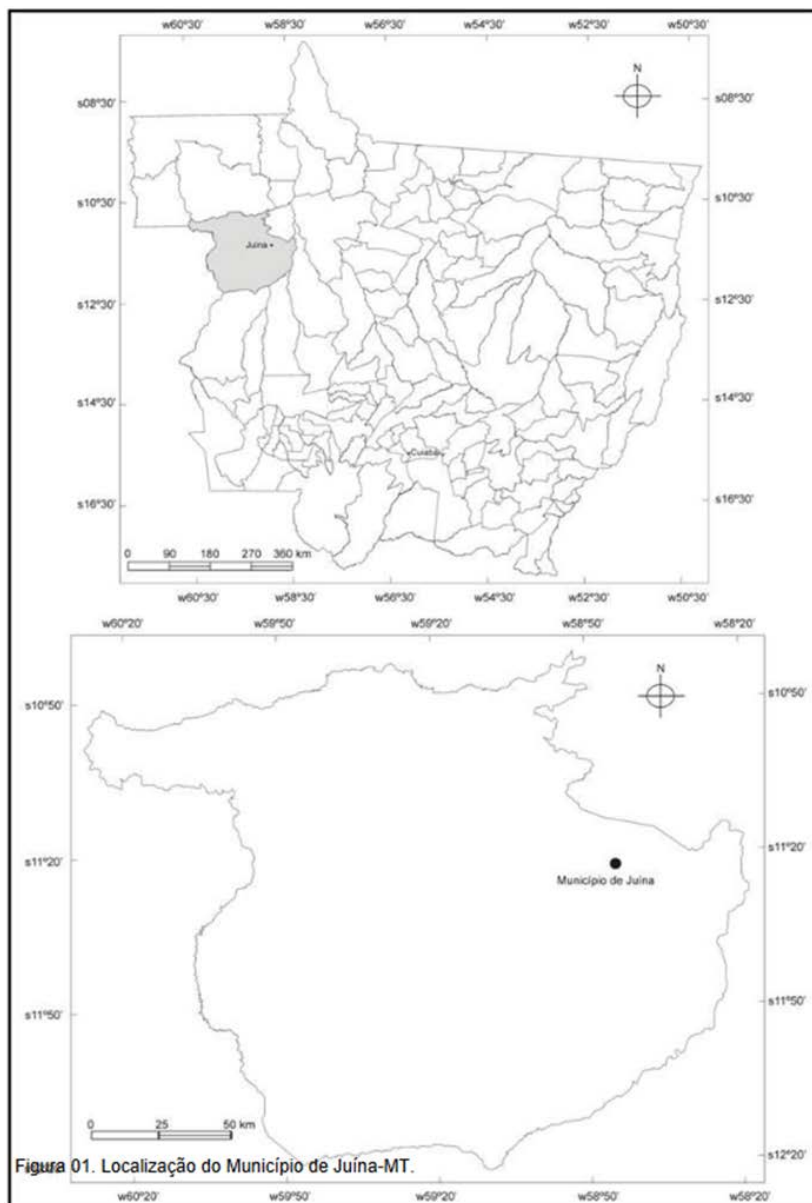 w60°30' w58°30' w56°30' w54°30' w52°30' w50°30'
N
s08°30' s08°30'
s10°30' s10°30'
Juína
s12°30' s12°30'
s14°30' s14°30'
Cuiabá
s16°30' s16°30'
0 90 180 270 360 km
w60°30' w58°30' w56°30' w54°30' w52°30' w50°30'
w60°20' w59°50' w59°20' w58°50' w58°20'
N
s10°50' s10°50'
s11°20' s11°20'
Município de Juína
s11°50' s11°50'
0 25 50 km
s12°20'
Figura 01. Localização do Município de Juína-MT.
w60°20' w59°50' w59°20' w58°50' w58°20'